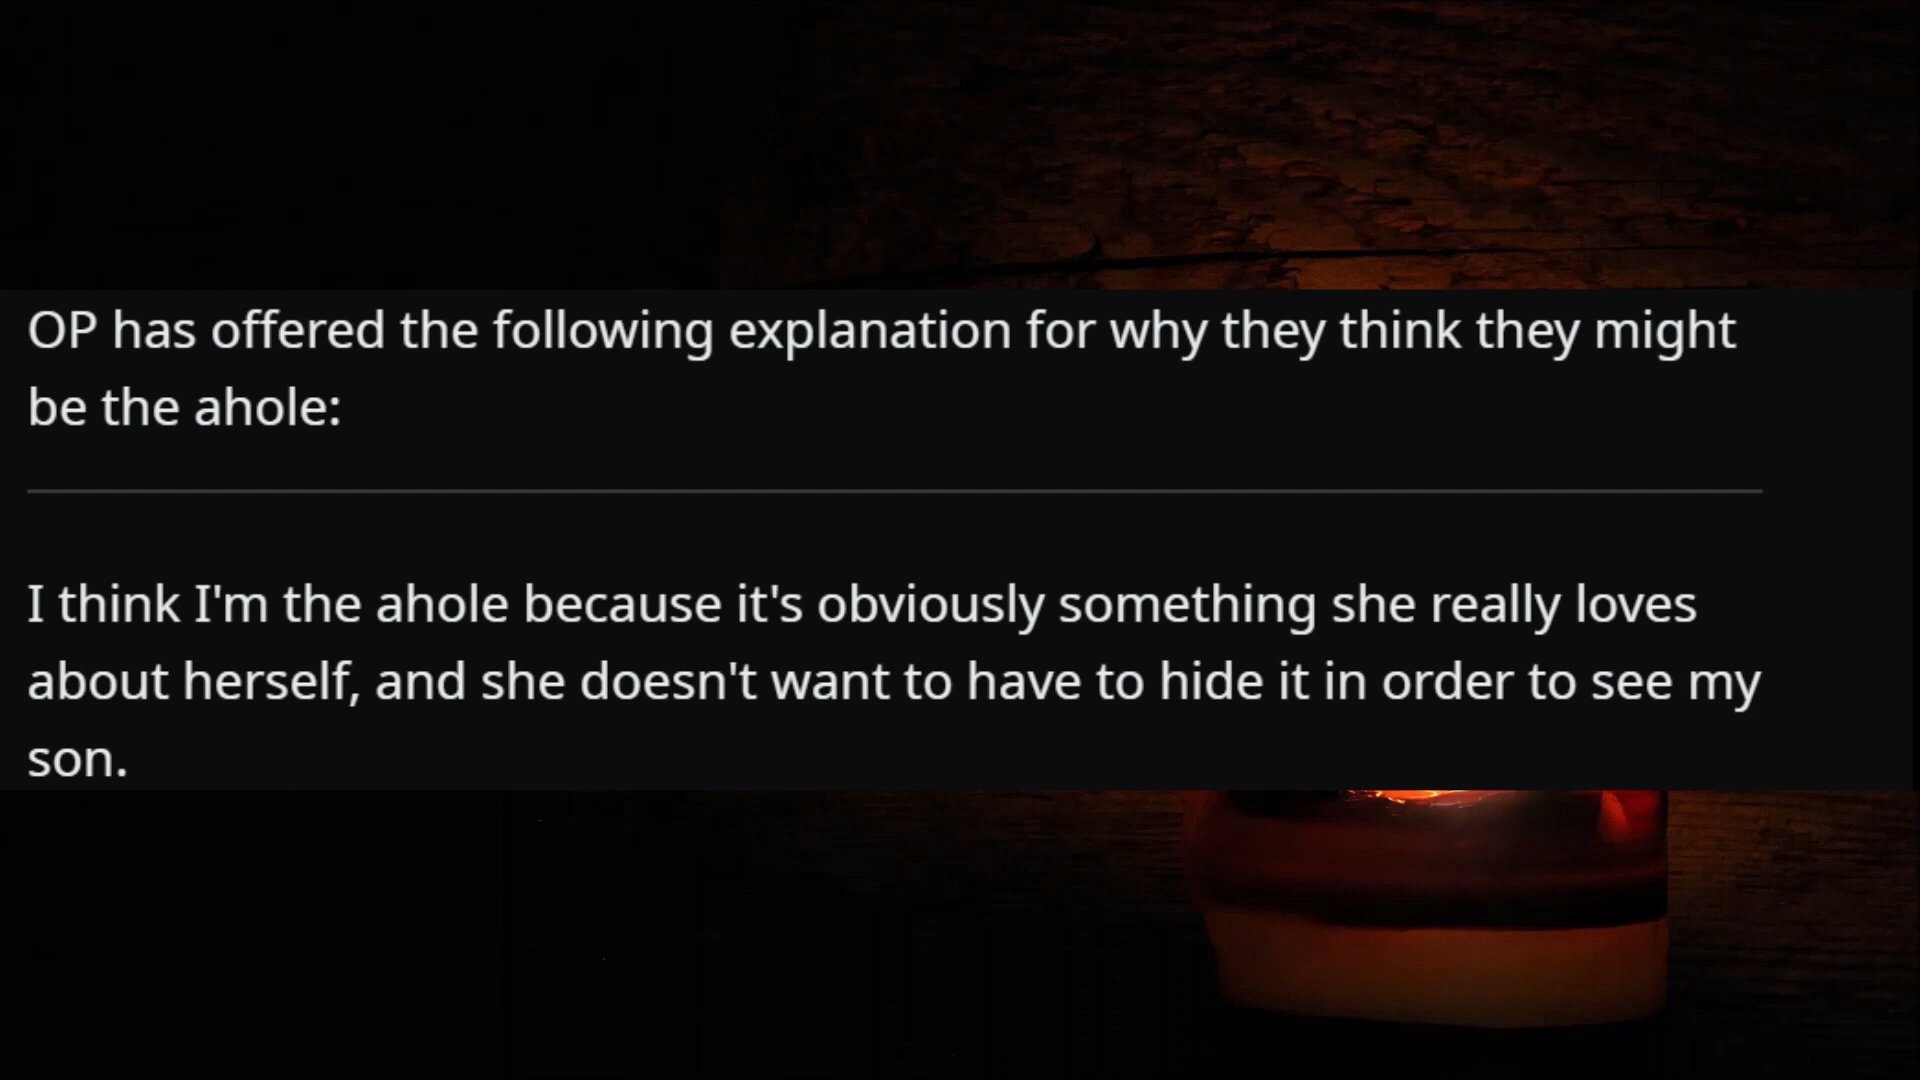 OP has offered the following explanation for why they think they might
be the ahole:
I think I'm the ahole because it's obviously something she really loves
about herself, and she doesn't want to have to hide it in order to see my
son.